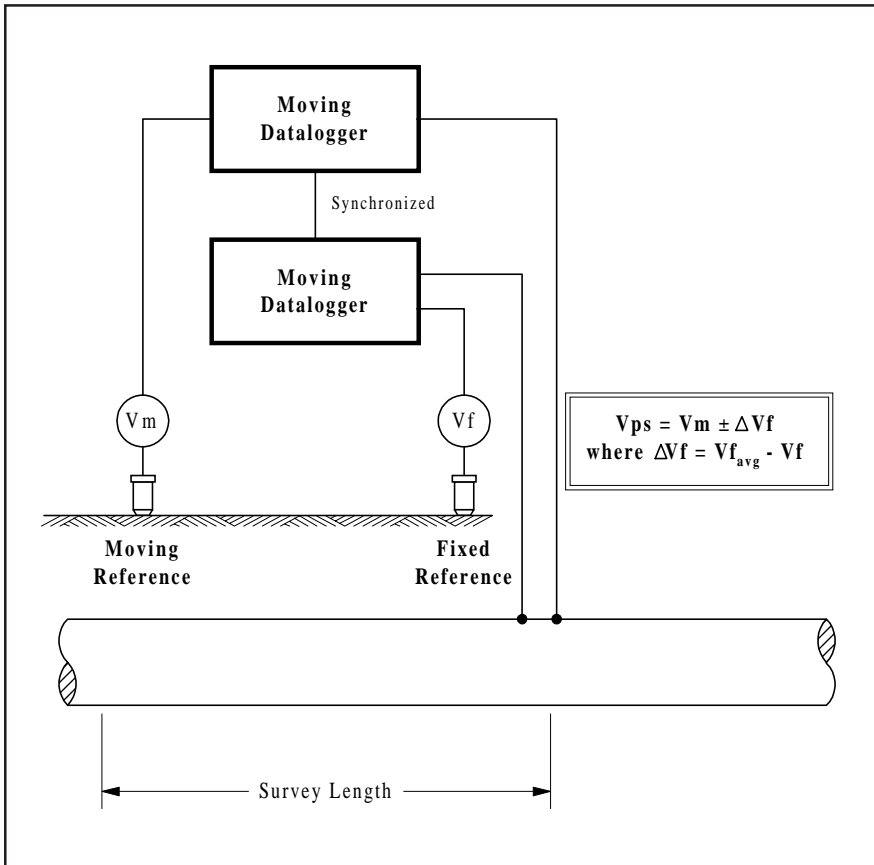 Moving
Datalogger
Synchronized
Moving
Datalogger
Vm
Vf
Vps = Vm ± ΔVf
where ΔVf = Vf_avg - Vf
Moving
Reference
Fixed
Reference
Survey Length